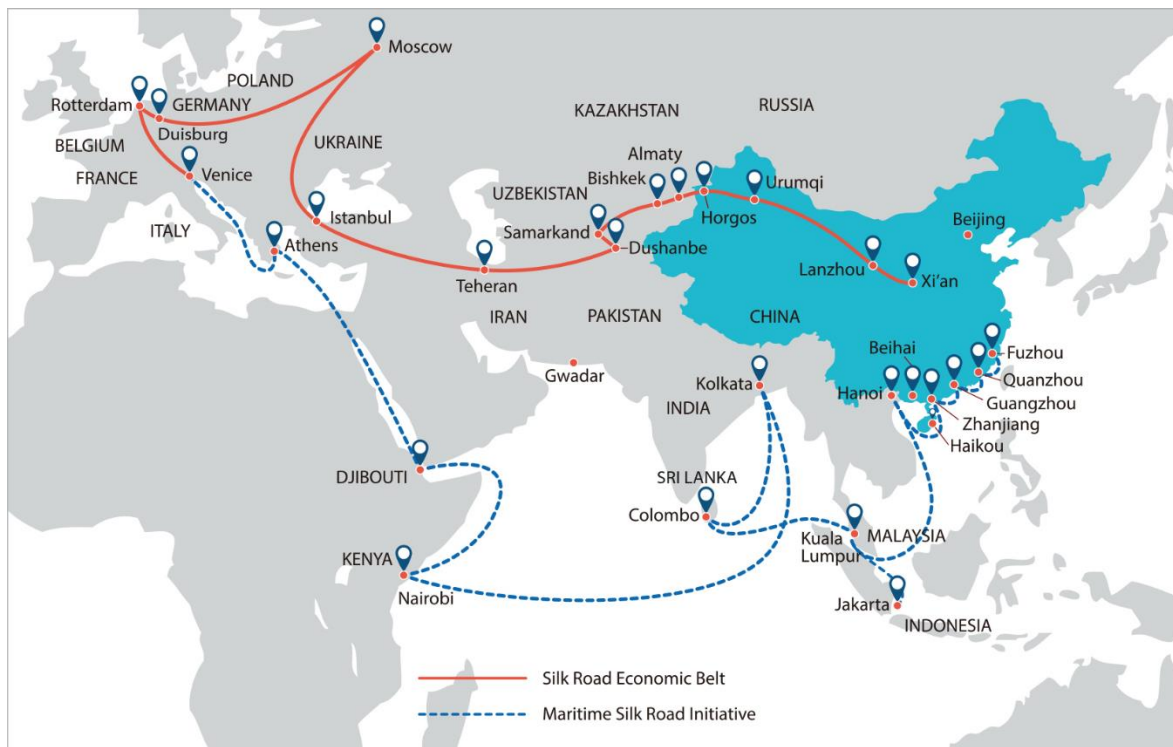 Moscow
POLAND
Rotterdam
GERMANY
Duisburg
BELGIUM
FRANCE
Venice
UKRAINE
ITALY
Athens
Istanbul
KAZAKHSTAN
RUSSIA
Almaty
Bishkek
UZBEKISTAN
Horgos
Urumqi
Samarkand
Dushanbe
Beijing
Lanzhou
Xi’an
Teheran
IRAN
PAKISTAN
CHINA
Gwadar
Kolkata
INDIA
Beihai
Hanoi
Fuzhou
Quanzhou
Guangzhou
Zhanjiang
Haikou
DJIBOUTI
SRI LANKA
Colombo
KENYA
Nairobi
Kuala
Lumpur
MALAYSIA
Jakarta
INDONESIA
Silk Road Economic Belt
Maritime Silk Road Initiative